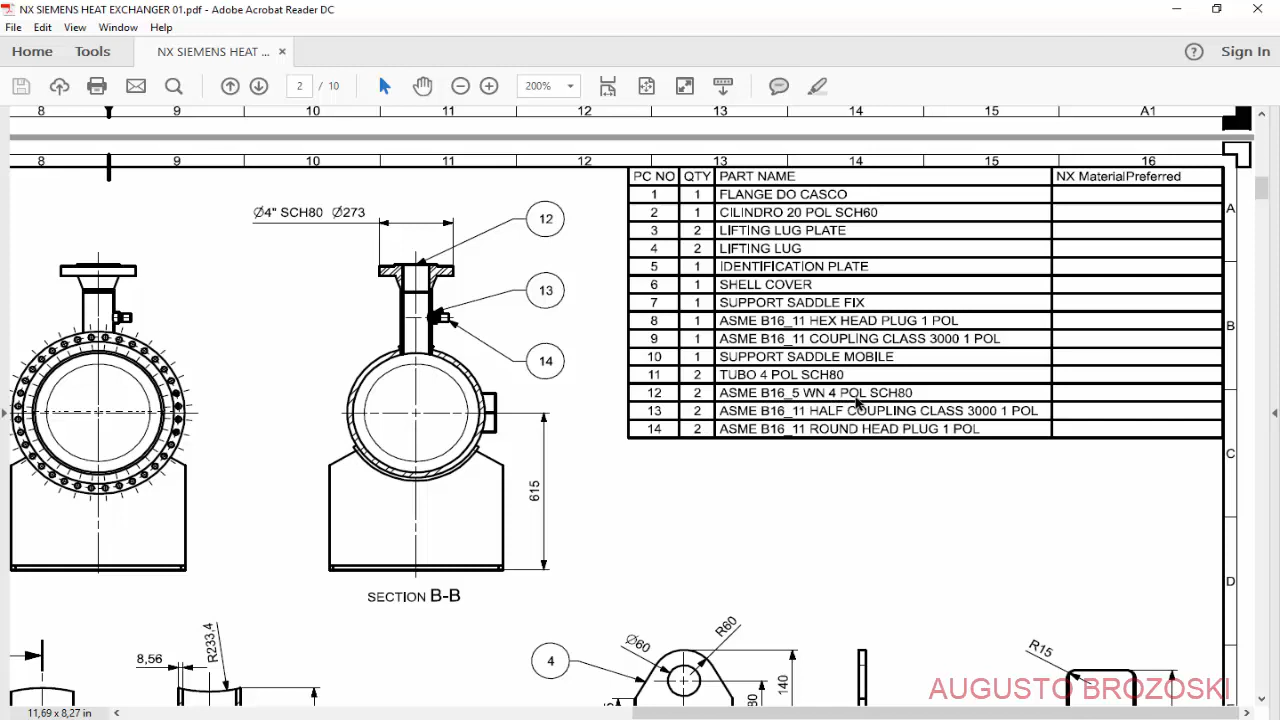 NX SIEMENS HEAT EXCHANGER 01.pdf - Adobe Acrobat Reader DC
File Edit View Window Help
Home Tools NX SIEMENS HEAT ... × ? Sign In
2 / 10 200%
8 9 10 11 12 13 14 15 A1
8 9 10 11 12 13 14 15 16
PC NO QTY PART NAME NX MaterialPreferred
1 1 FLANGE DO CASCO
2 1 CILINDRO 20 POL SCH60
3 2 LIFTING LUG PLATE
4 2 LIFTING LUG
5 1 IDENTIFICATION PLATE
6 1 SHELL COVER
7 1 SUPPORT SADDLE FIX
8 1 ASME B16_11 HEX HEAD PLUG 1 POL
9 1 ASME B16_11 COUPLING CLASS 3000 1 POL
10 1 SUPPORT SADDLE MOBILE
11 2 TUBO 4 POL SCH80
12 2 ASME B16_5 WN 4 POL SCH80
13 2 ASME B16_11 HALF COUPLING CLASS 3000 1 POL
14 2 ASME B16_11 ROUND HEAD PLUG 1 POL
A
B
C
D
Ø4" SCH80 Ø273
12
13
14
615
SECTION B-B
8,56
R233,4
4
Ø60
R60
140
R15
AUGUSTO BROZOSKI
11,69 x 8,27 in